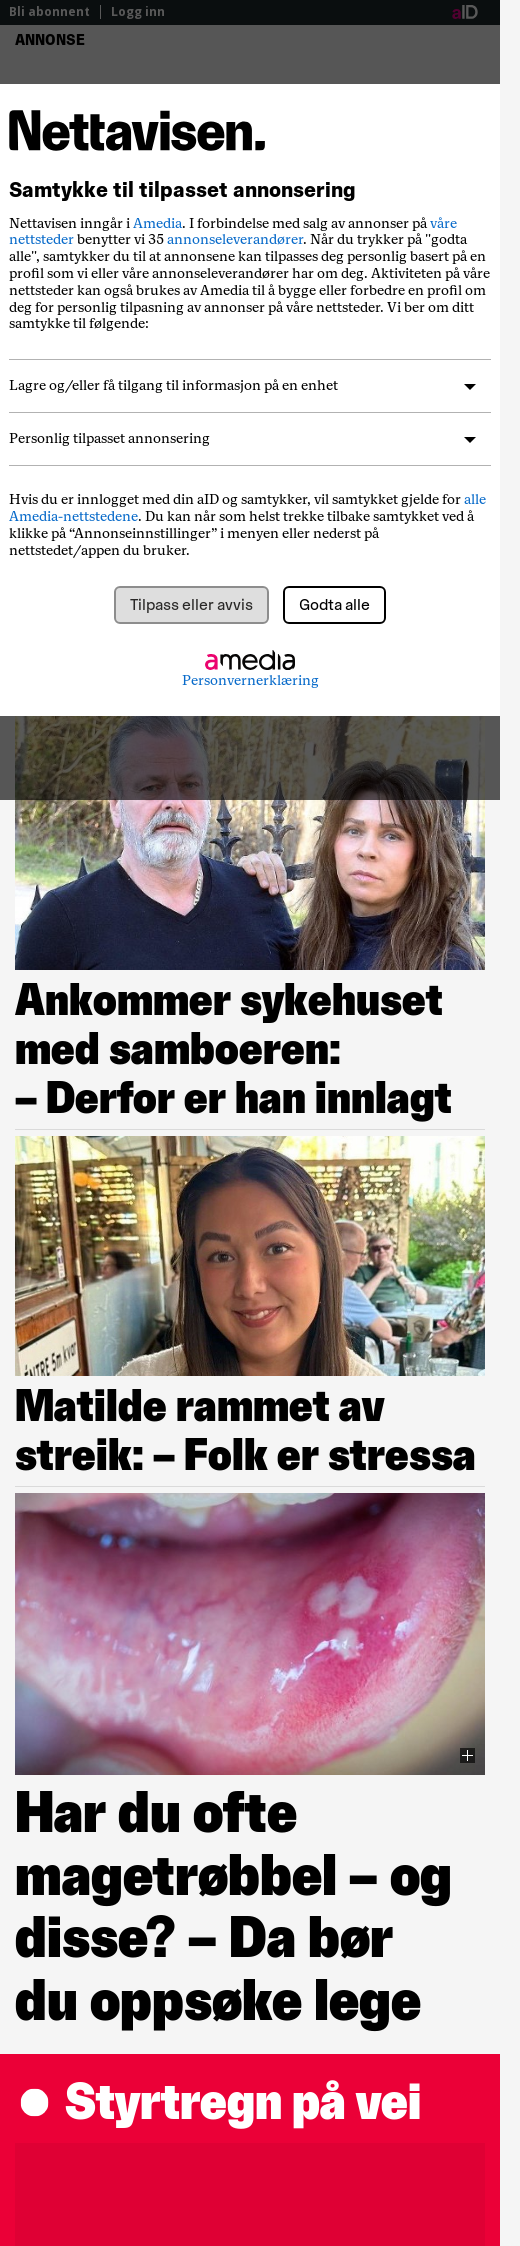 Bli abonnent | Logg inn
aID
ANNONSE
Nettavisen.
Samtykke til tilpasset annonsering
Nettavisen inngår i Amedia. I forbindelse med salg av annonser på våre
nettsteder benytter vi 35 annonseleverandører. Når du trykker på "godta
alle", samtykker du til at annonsene kan tilpasses deg personlig basert på en
profil som vi eller våre annonseleverandører har om deg. Aktiviteten på våre
nettsteder kan også brukes av Amedia til å bygge eller forbedre en profil om
deg for personlig tilpasning av annonser på våre nettsteder. Vi ber om ditt
samtykke til følgende:
Lagre og/eller få tilgang til informasjon på en enhet
Personlig tilpasset annonsering
Hvis du er innlogget med din aID og samtykker, vil samtykket gjelde for alle
Amedia-nettstedene. Du kan når som helst trekke tilbake samtykket ved å
klikke på “Annonseinnstillinger” i menyen eller nederst på
nettstedet/appen du bruker.
Tilpass eller avvis
Godta alle
amedia
Personvernerklæring
Ankommer sykehuset
med samboeren:
– Derfor er han innlagt
ENTRE 5m kvar
Matilde rammet av
streik: – Folk er stressa
Har du ofte
magetrøbbel – og
disse? – Da bør
du oppsøke lege
Styrtregn på vei